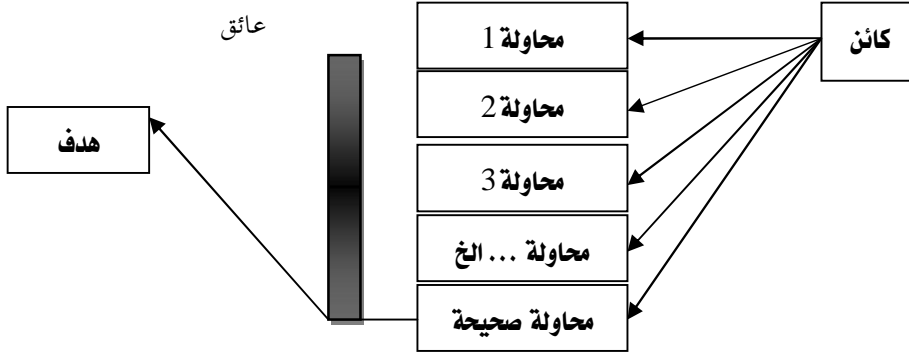 عائق
كائن
محاولة 1
محاولة 2
محاولة 3
محاولة ... الخ
محاولة صحيحة
هدف